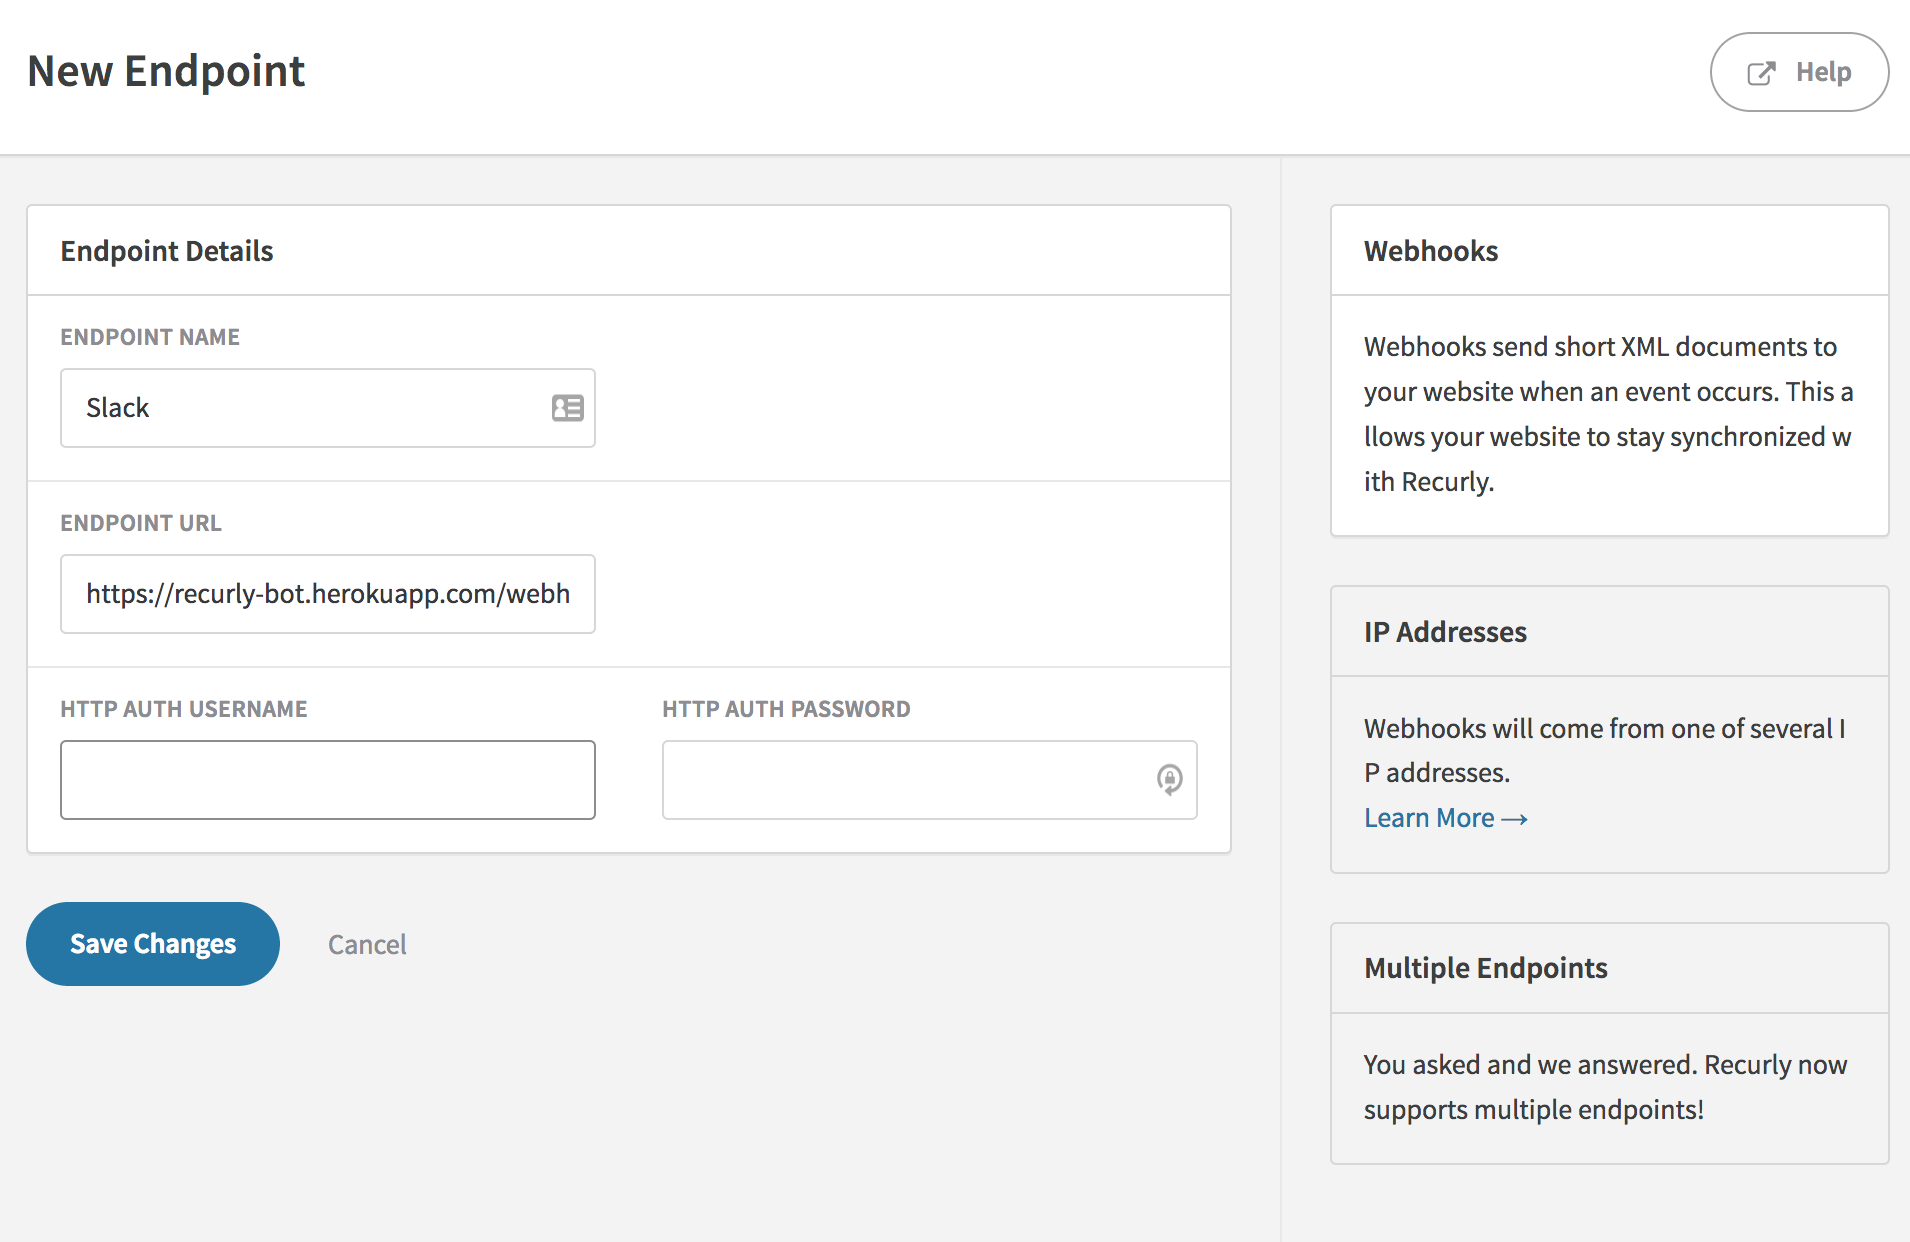 New Endpoint
Help
Endpoint Details
ENDPOINT NAME
Slack
ENDPOINT URL
https://recurly-bot.herokuapp.com/webh
HTTP AUTH USERNAME
HTTP AUTH PASSWORD
Save Changes
Cancel
Webhooks
Webhooks send short XML documents to
your website when an event occurs. This a
llows your website to stay synchronized w
ith Recurly.
IP Addresses
Webhooks will come from one of several I
P addresses.
Learn More →
Multiple Endpoints
You asked and we answered. Recurly now
supports multiple endpoints!